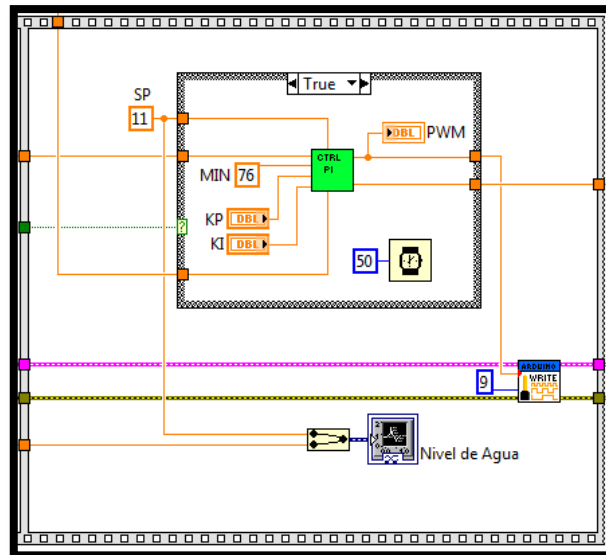 True
SP
11
CTRL
PI
DBL
PWM
MIN
76
KP
DBL
KI
DBL
50
?
ARDUINO
WRITE
9
Nivel de Agua